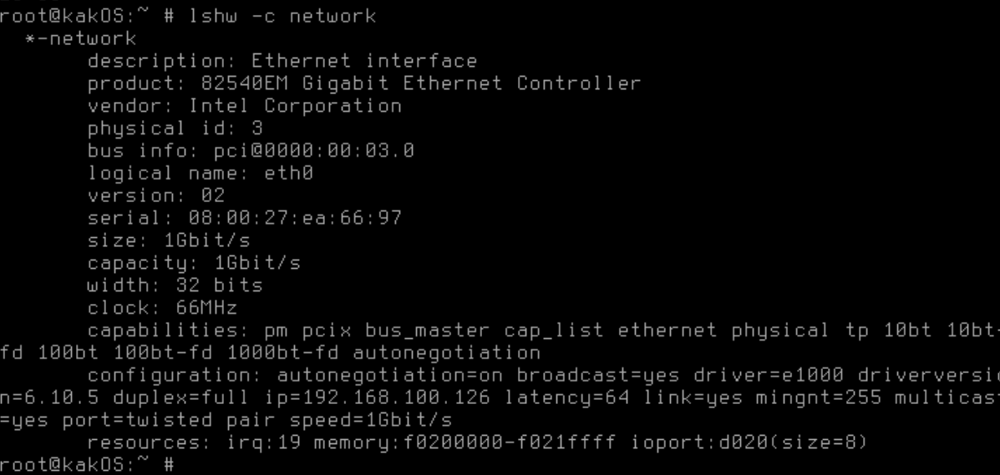 root@kakOS:~ # lshw -c network
*-network
description: Ethernet interface
product: 82540EM Gigabit Ethernet Controller
vendor: Intel Corporation
physical id: 3
bus info: pci@0000:00:03.0
logical name: eth0
version: 02
serial: 08:00:27:ea:66:97
size: 1Gbit/s
capacity: 1Gbit/s
width: 32 bits
clock: 66MHz
capabilities: pm pcix bus_master cap_list ethernet physical tp 10bt 10bt-
fd 100bt 100bt-fd 1000bt-fd autonegotiation
configuration: autonegotiation=on broadcast=yes driver=e1000 driverversio
n=6.10.5 duplex=full ip=192.168.100.126 latency=64 link=yes mingnt=255 multicas
=yes port=twisted pair speed=1Gbit/s
resources: irq:19 memory:f0200000-f021ffff ioport:d020(size=8)
root@kakOS:~ #